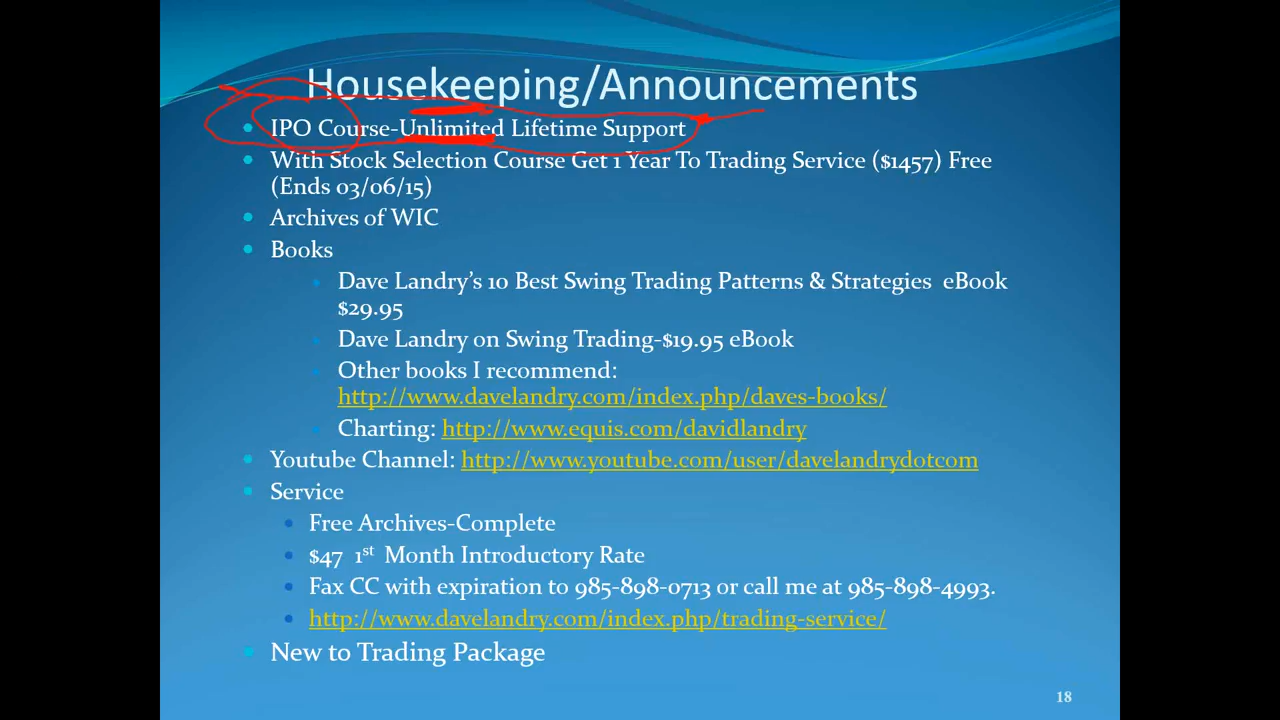 Housekeeping/Announcements
IPO Course-Unlimited Lifetime Support
With Stock Selection Course Get 1 Year To Trading Service ($1457) Free
(Ends 03/06/15)
Archives of WIC
Books
Dave Landry’s 10 Best Swing Trading Patterns & Strategies eBook
$29.95
Dave Landry on Swing Trading-$19.95 eBook
Other books I recommend:
http://www.davelandry.com/index.php/daves-books/
Charting: http://www.equis.com/davidlandry
Youtube Channel: http://www.youtube.com/user/davelandrydotcom
Service
Free Archives-Complete
$47 1st Month Introductory Rate
Fax CC with expiration to 985-898-0713 or call me at 985-898-4993.
http://www.davelandry.com/index.php/trading-service/
New to Trading Package
18